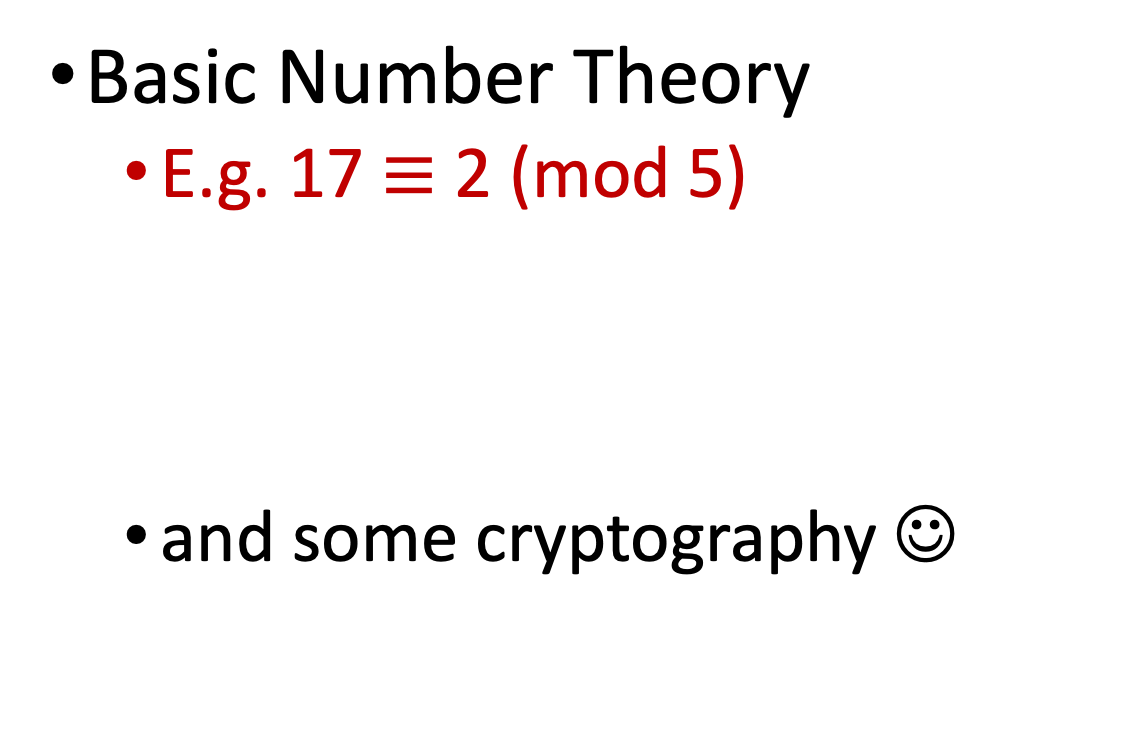 •Basic Number Theory
•E.g. 17 ≡ 2 (mod 5)
•and some cryptography ☺